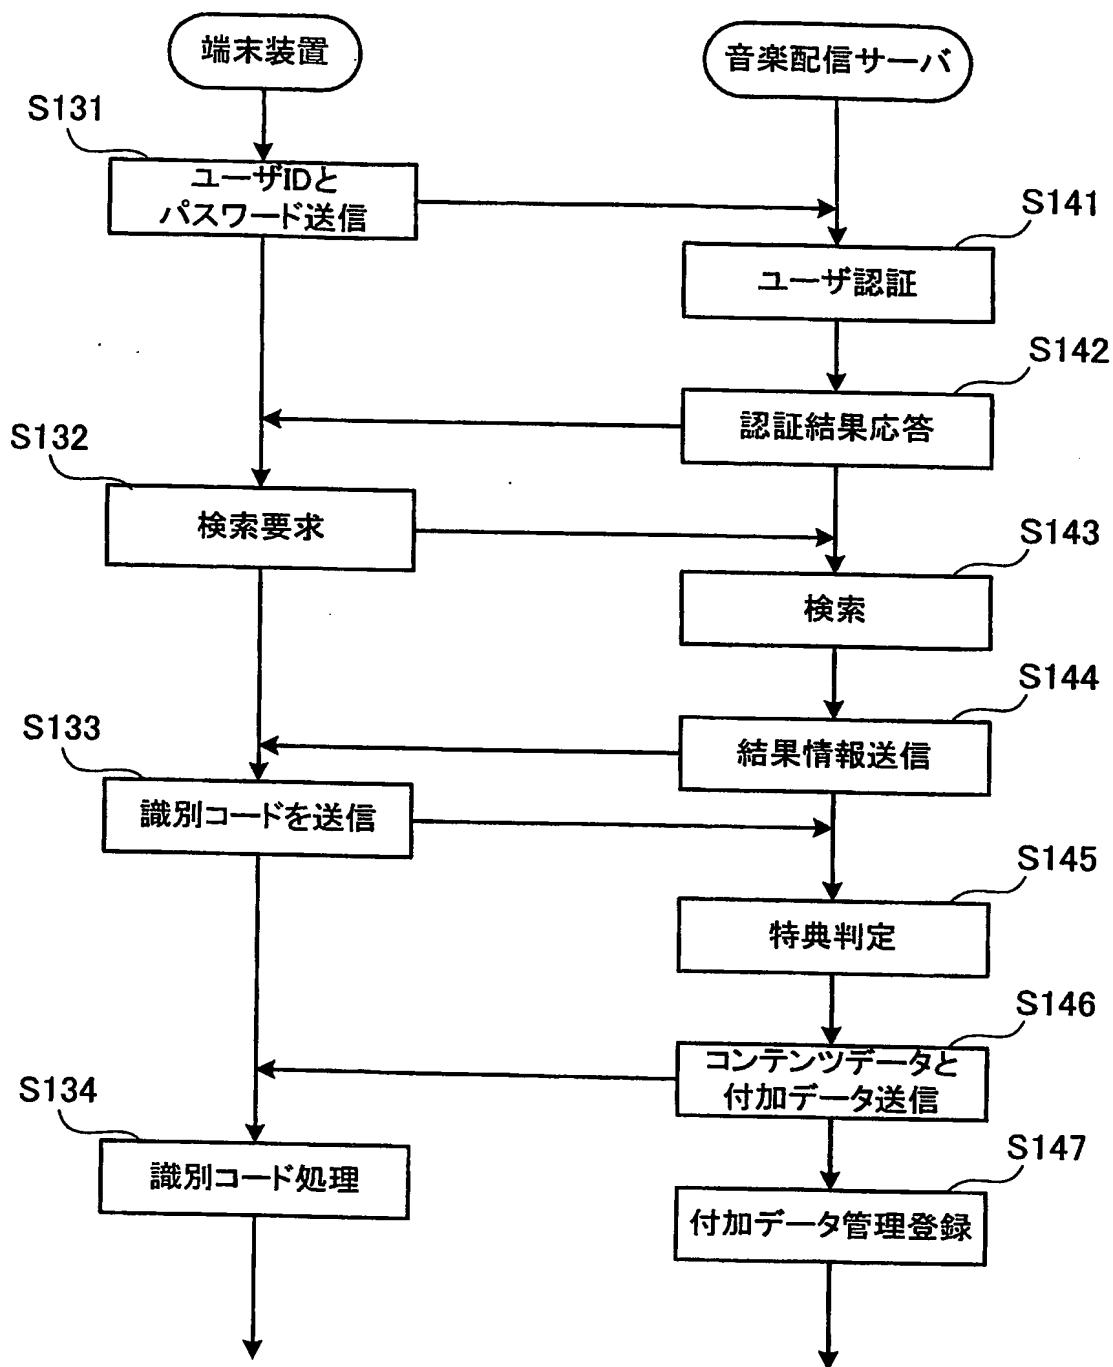 端末装置
音楽配信サーバ
S131
ユーザIDと
パスワード送信
S141
ユーザ認証
S142
認証結果応答
S132
検索要求
S143
検索
S144
結果情報送信
S133
識別コードを送信
S145
特典判定
S146
コンテンツデータと
付加データ送信
S134
識別コード処理
S147
付加データ管理登録